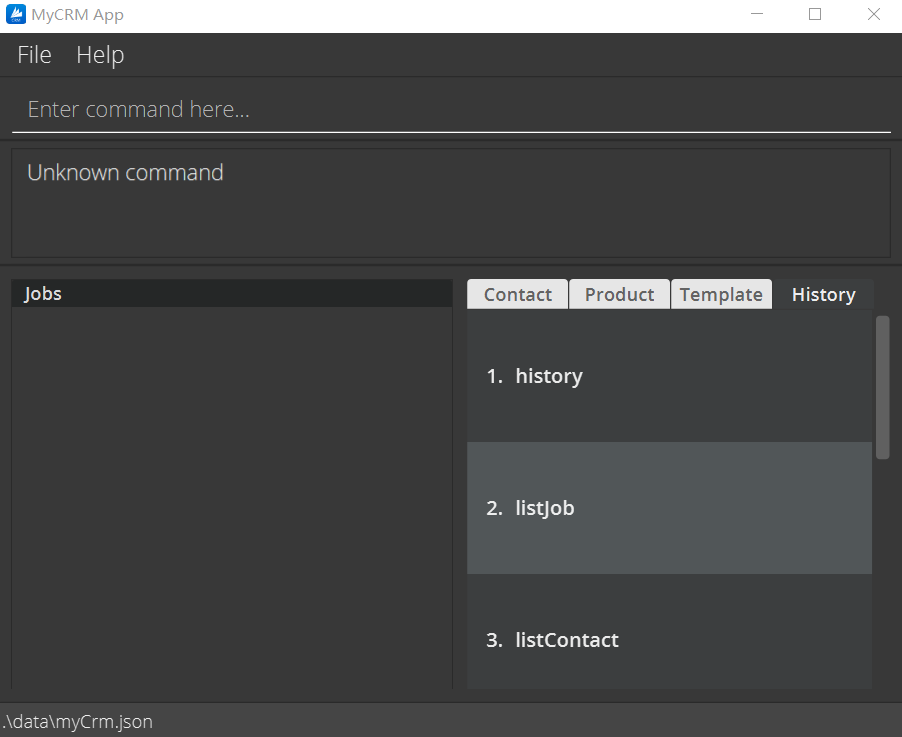 MyCRM App
File Help
Enter command here...
Unknown command
Jobs
Contact Product Template History
1. history
2. listJob
3. listContact
.\data\myCrm.json